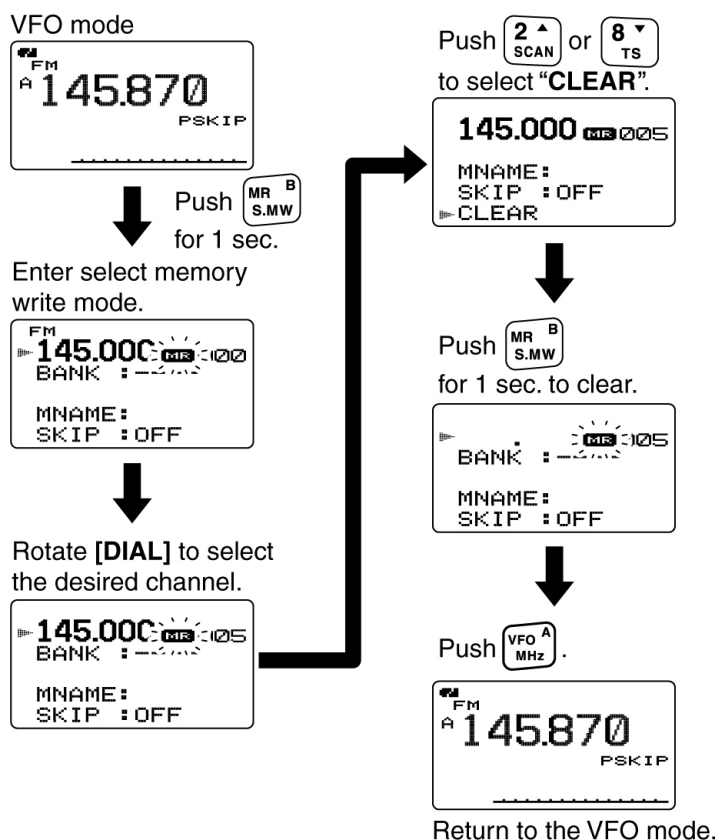 VFO mode
FM
A 145.870
PSKIP
Push MR B S.MW
for 1 sec.
Enter select memory
write mode.
FM
145.000 MR 00
BANK :
MNAME:
SKIP :OFF
Rotate [DIAL] to select
the desired channel.
145.000 MR 05
BANK :
MNAME:
SKIP :OFF
Push 2 SCAN or 8 TS
to select “CLEAR”.
145.000 MR 005
MNAME:
SKIP :OFF
CLEAR
Push MR B S.MW
for 1 sec. to clear.
. MR 05
BANK :
MNAME:
SKIP :OFF
Push VFO A MHz .
FM
A 145.870
PSKIP
Return to the VFO mode.